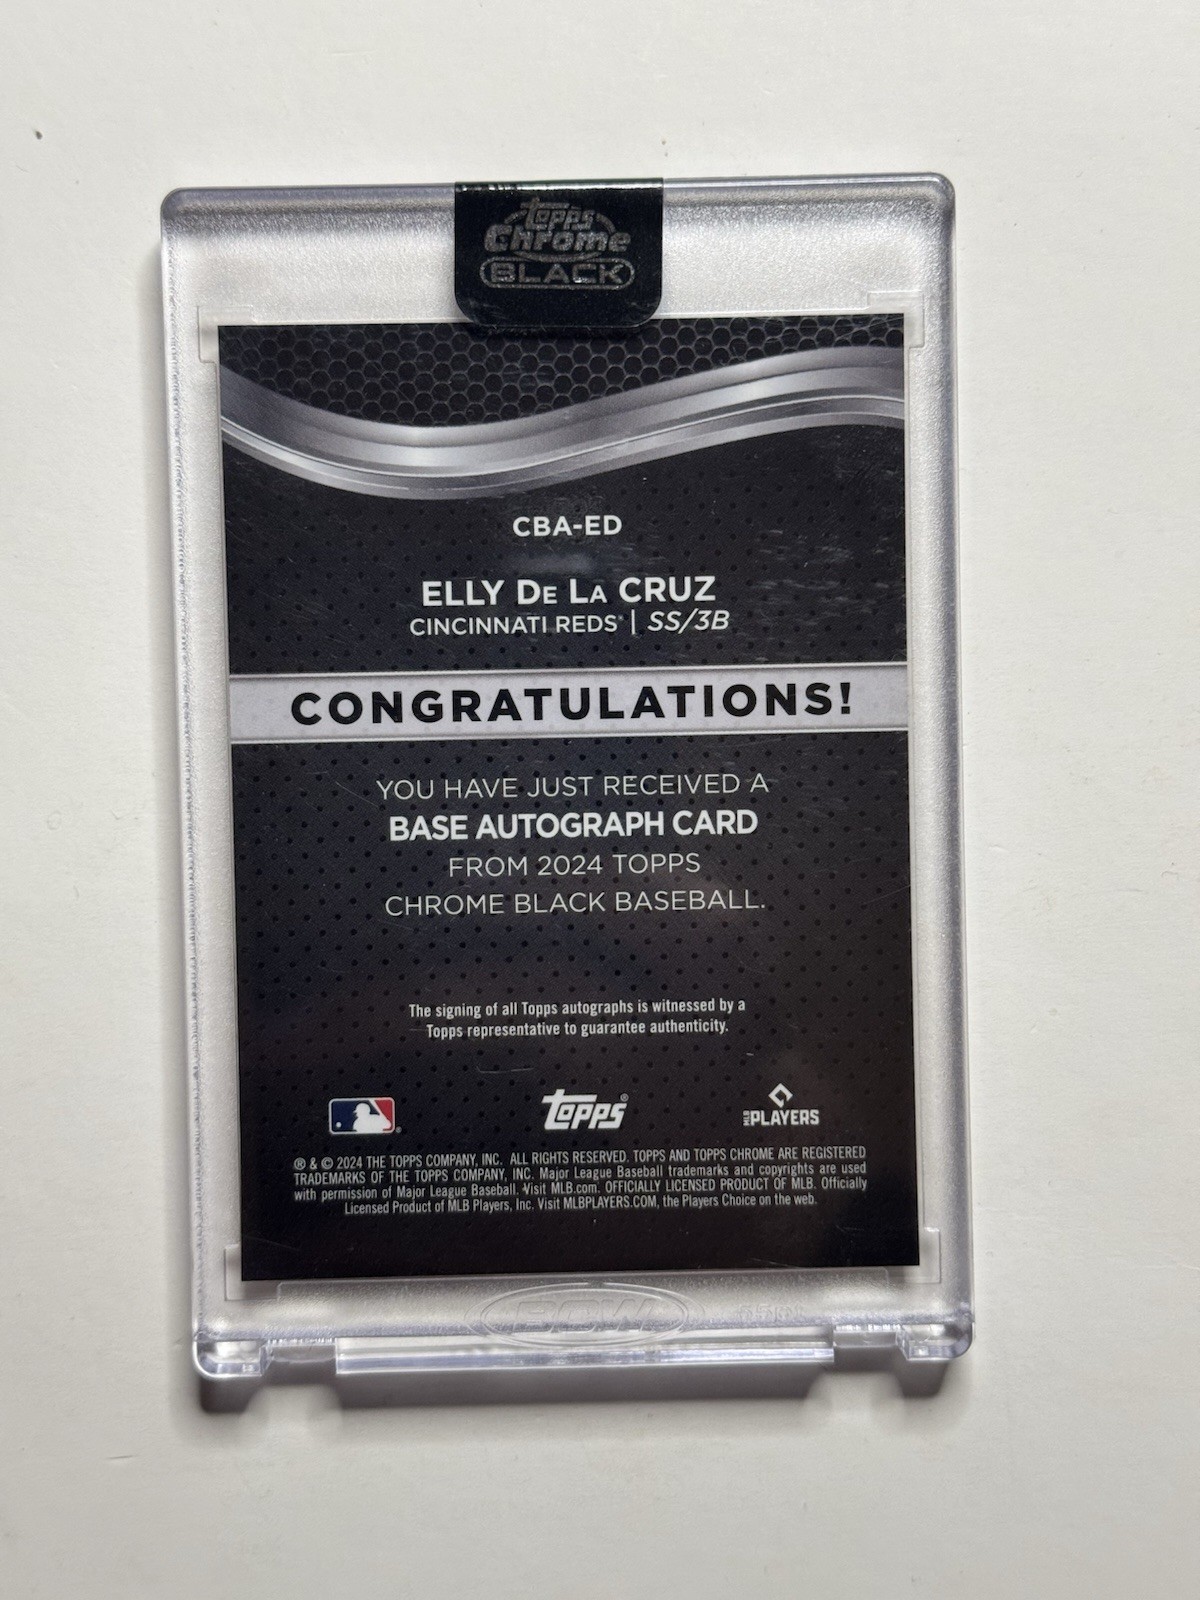 topps
Chrome
BLACK
CBA-ED
ELLY DE LA CRUZ
CINCINNATI REDS® | SS/3B
CONGRATULATIONS!
YOU HAVE JUST RECEIVED A
BASE AUTOGRAPH CARD
FROM 2024 TOPPS
CHROME BLACK BASEBALL.
The signing of all Topps autographs is witnessed by a
Topps representative to guarantee authenticity.
topps®
MLB PLAYERS
® & © 2024 THE TOPPS COMPANY, INC. ALL RIGHTS RESERVED. TOPPS AND TOPPS CHROME ARE REGISTERED
TRADEMARKS OF THE TOPPS COMPANY, INC. Major League Baseball trademarks and copyrights are used
with permission of Major League Baseball. Visit MLB.com. OFFICIALLY LICENSED PRODUCT OF MLB. Officially
Licensed Product of MLB Players, Inc. Visit MLBPLAYERS.COM, the Players Choice on the web.
BCW